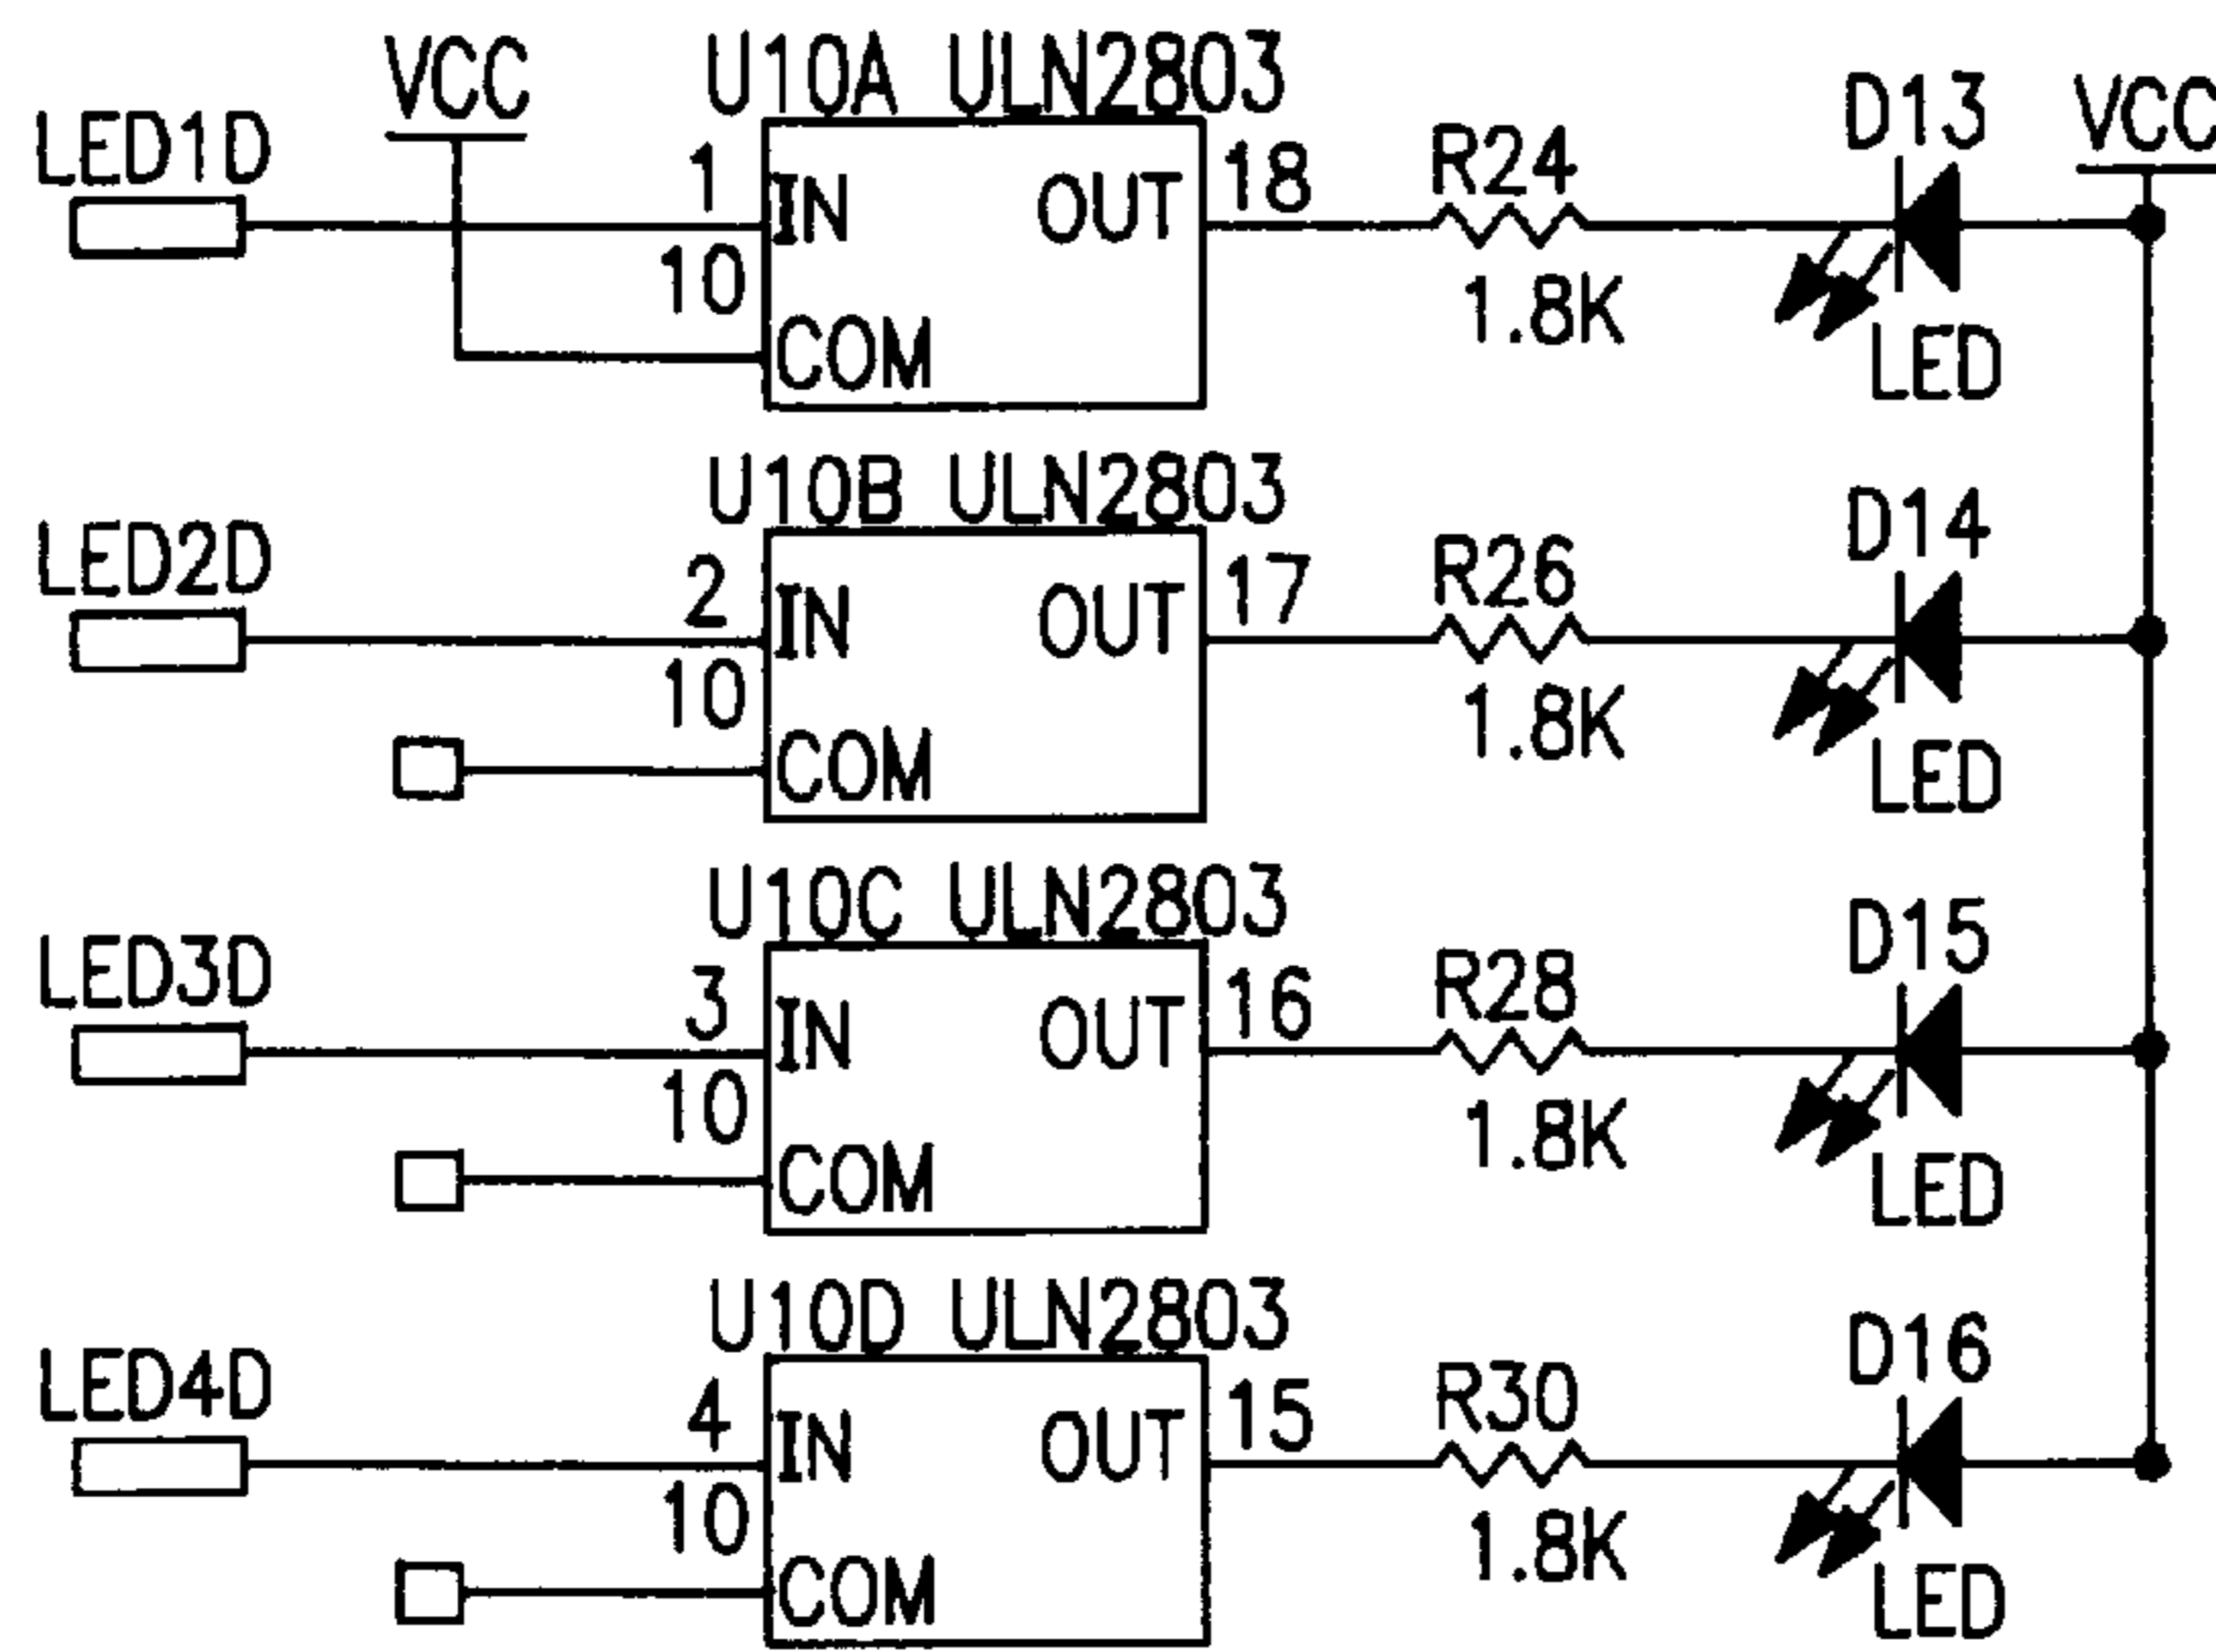 VCC
U10A ULN2803
D13
VCC
LED1D
1
IN
OUT
18
R24
10
COM
1.8K
LED
U10B ULN2803
D14
LED2D
2
IN
OUT
17
R26
10
COM
1.8K
LED
U10C ULN2803
D15
LED3D
3
IN
OUT
16
R28
10
COM
1.8K
LED
U10D ULN2803
D16
LED4D
4
IN
OUT
15
R30
10
COM
1.8K
LED